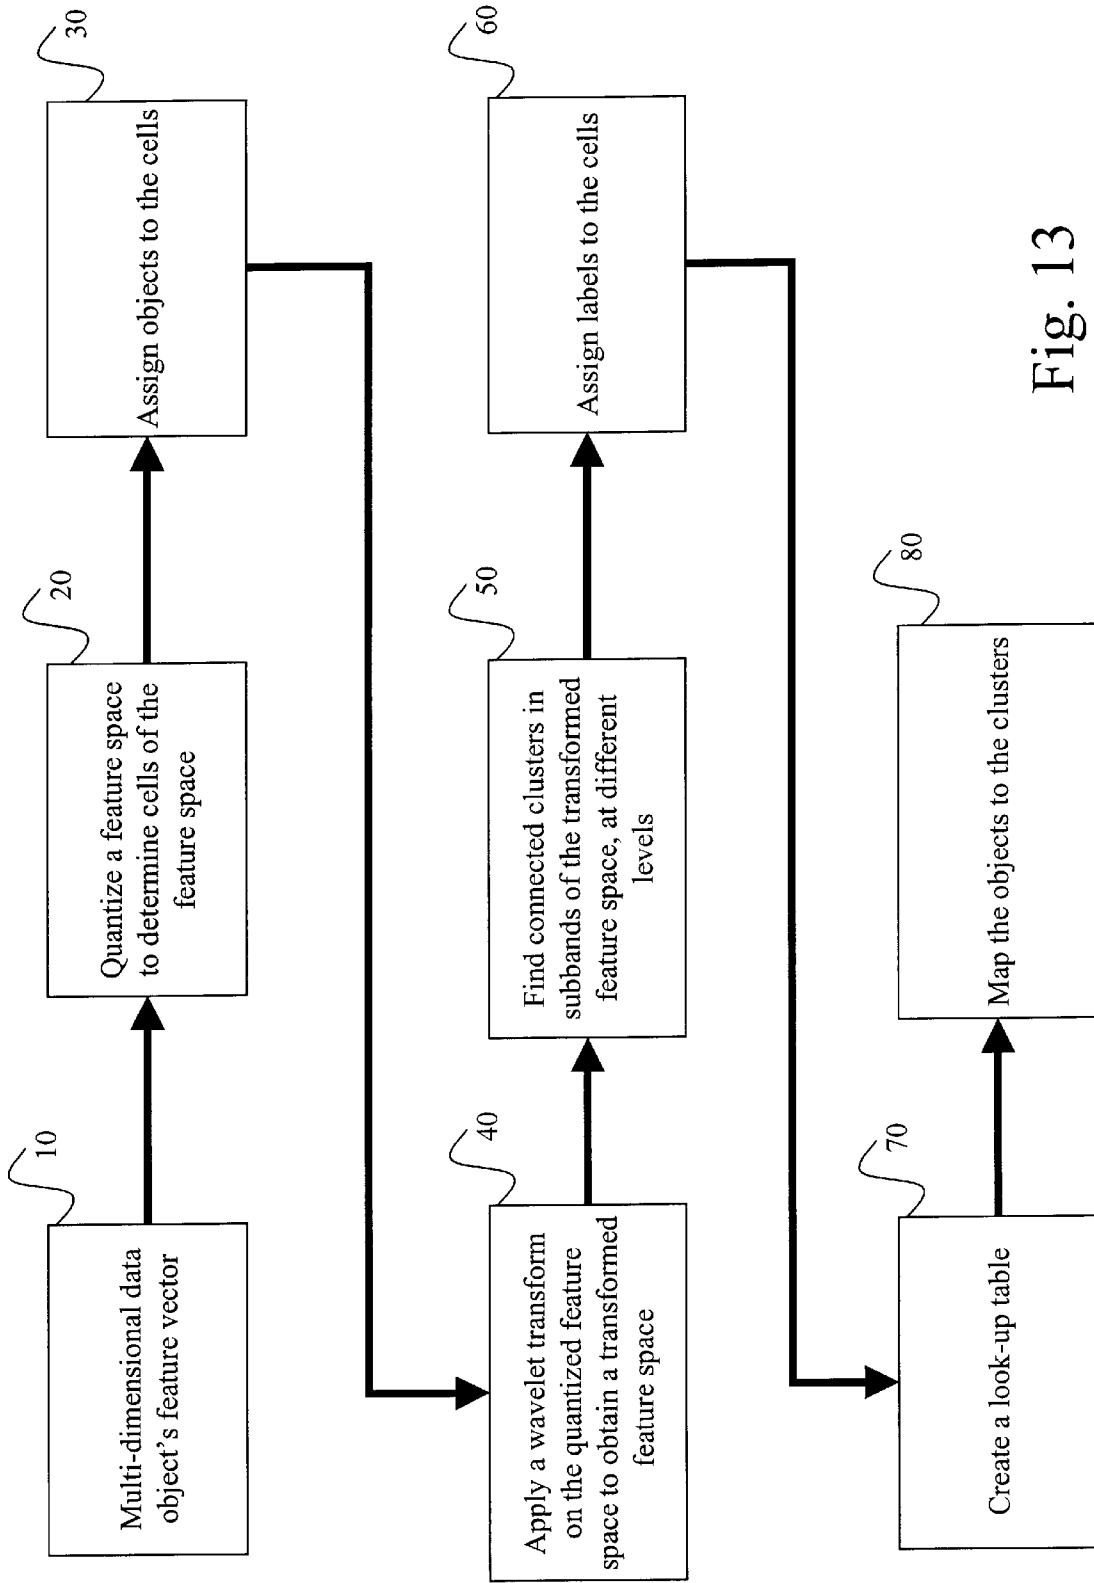 10
Multi-dimensional data
object's feature vector
20
Quantize a feature space
to determine cells of the
feature space
30
Assign objects to the cells
40
Apply a wavelet transform
on the quantized feature
space to obtain a transformed
feature space
50
Find connected clusters in
subbands of the transformed
feature space, at different
levels
60
Assign labels to the cells
70
Create a look-up table
80
Map the objects to the clusters
Fig. 13